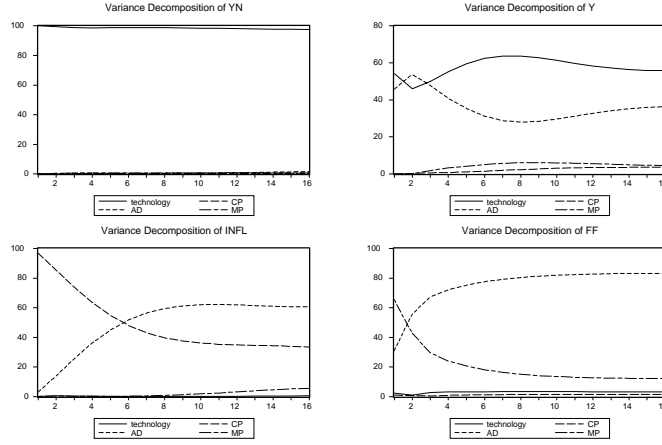 Variance Decomposition of YN
100
80
60
40
20
0
2 4 6 8 10 12 14 16
technology CP
AD MP
Variance Decomposition of Y
80
60
40
20
0
2 4 6 8 10 12 14 16
technology CP
AD MP
Variance Decomposition of INFL
100
80
60
40
20
0
2 4 6 8 10 12 14 16
technology CP
AD MP
Variance Decomposition of FF
100
80
60
40
20
0
2 4 6 8 10 12 14 16
technology CP
AD MP